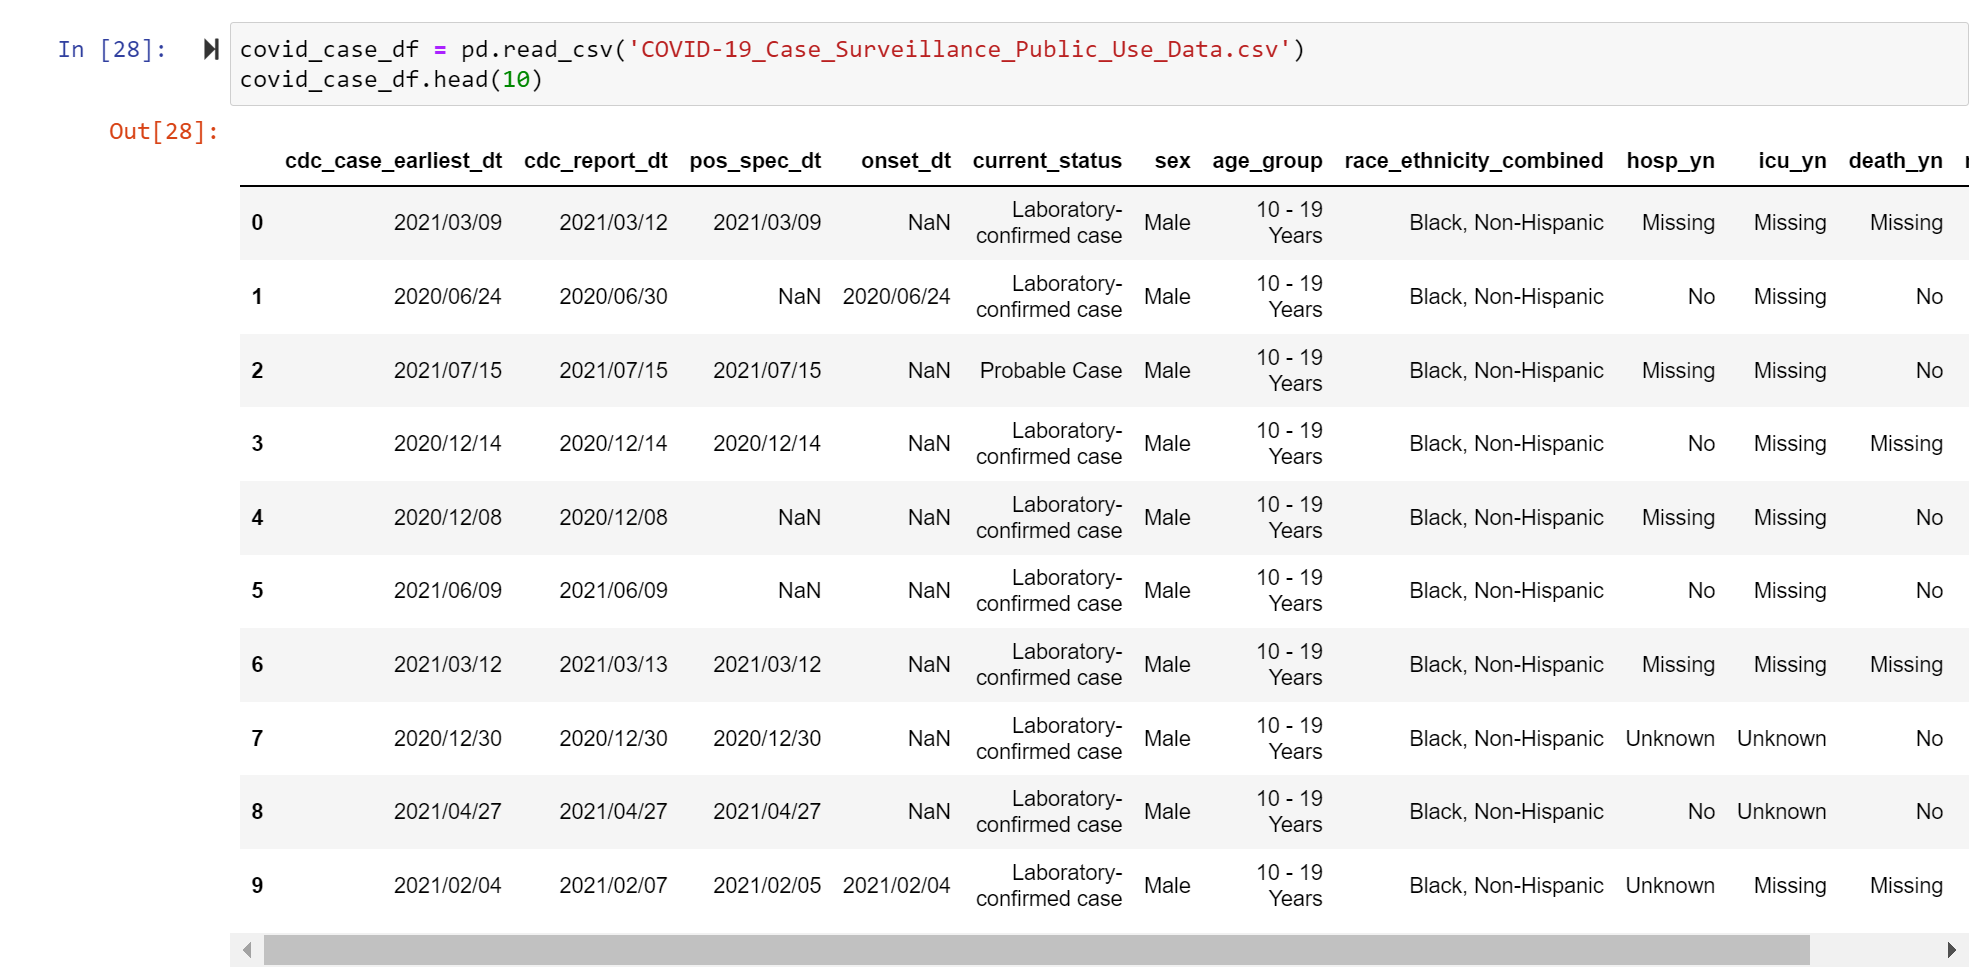 In [28]: covid_case_df = pd.read_csv('COVID-19_Case_Surveillance_Public_Use_Data.csv')
covid_case_df.head(10)
Out[28]:
cdc_case_earliest_dt cdc_report_dt pos_spec_dt onset_dt current_status sex age_group race_ethnicity_combined hosp_yn icu_yn death_yn
0 2021/03/09 2021/03/12 2021/03/09 NaN Laboratory-confirmed case Male 10 - 19 Years Black, Non-Hispanic Missing Missing Missing
1 2020/06/24 2020/06/30 NaN 2020/06/24 Laboratory-confirmed case Male 10 - 19 Years Black, Non-Hispanic No Missing No
2 2021/07/15 2021/07/15 2021/07/15 NaN Probable Case Male 10 - 19 Years Black, Non-Hispanic Missing Missing No
3 2020/12/14 2020/12/14 2020/12/14 NaN Laboratory-confirmed case Male 10 - 19 Years Black, Non-Hispanic No Missing Missing
4 2020/12/08 2020/12/08 NaN NaN Laboratory-confirmed case Male 10 - 19 Years Black, Non-Hispanic Missing Missing No
5 2021/06/09 2021/06/09 NaN NaN Laboratory-confirmed case Male 10 - 19 Years Black, Non-Hispanic No Missing No
6 2021/03/12 2021/03/13 2021/03/12 NaN Laboratory-confirmed case Male 10 - 19 Years Black, Non-Hispanic Missing Missing Missing
7 2020/12/30 2020/12/30 2020/12/30 NaN Laboratory-confirmed case Male 10 - 19 Years Black, Non-Hispanic Unknown Unknown No
8 2021/04/27 2021/04/27 2021/04/27 NaN Laboratory-confirmed case Male 10 - 19 Years Black, Non-Hispanic No Unknown No
9 2021/02/04 2021/02/07 2021/02/05 2021/02/04 Laboratory-confirmed case Male 10 - 19 Years Black, Non-Hispanic Unknown Missing Missing